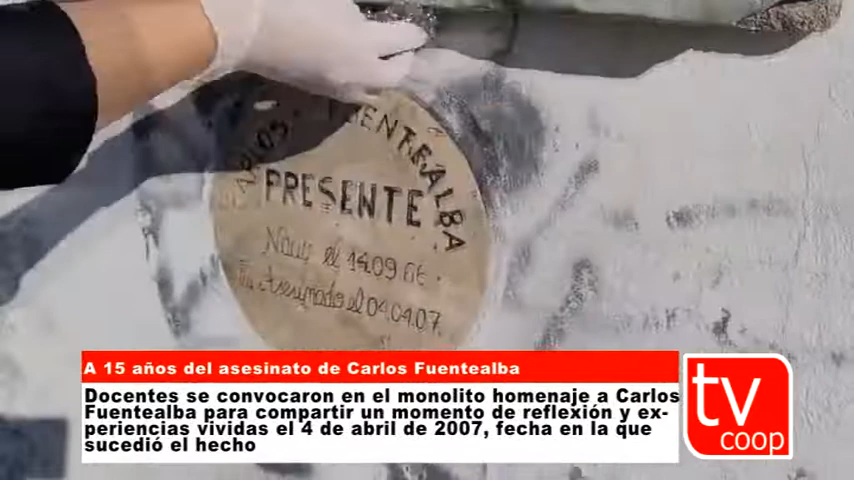 CARLOS FUENTEALBA
PRESENTE
Nació el 14.09.66
Asesinado el 04.04.07
A 15 años del asesinato de Carlos Fuentealba
Docentes se convocaron en el monolito homenaje a Carlos
Fuentealba para compartir un momento de reflexión y ex-
periencias vividas el 4 de abril de 2007, fecha en la que
sucedió el hecho
tv
coop